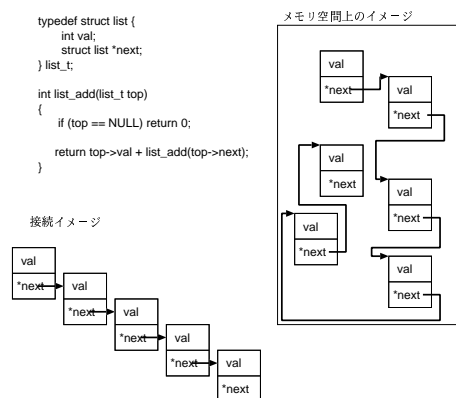 typedef struct list {
int val;
struct list *next;
} list_t;
int list_add(list_t top)
{
if (top == NULL) return 0;
return top->val + list_add(top->next);
}
接続イメージ
val
*next
val
*next
val
*next
val
*next
val
*next
メモリ空間上のイメージ
val
*next
val
*next
val
*next
val
*next
val
*next
val
*next